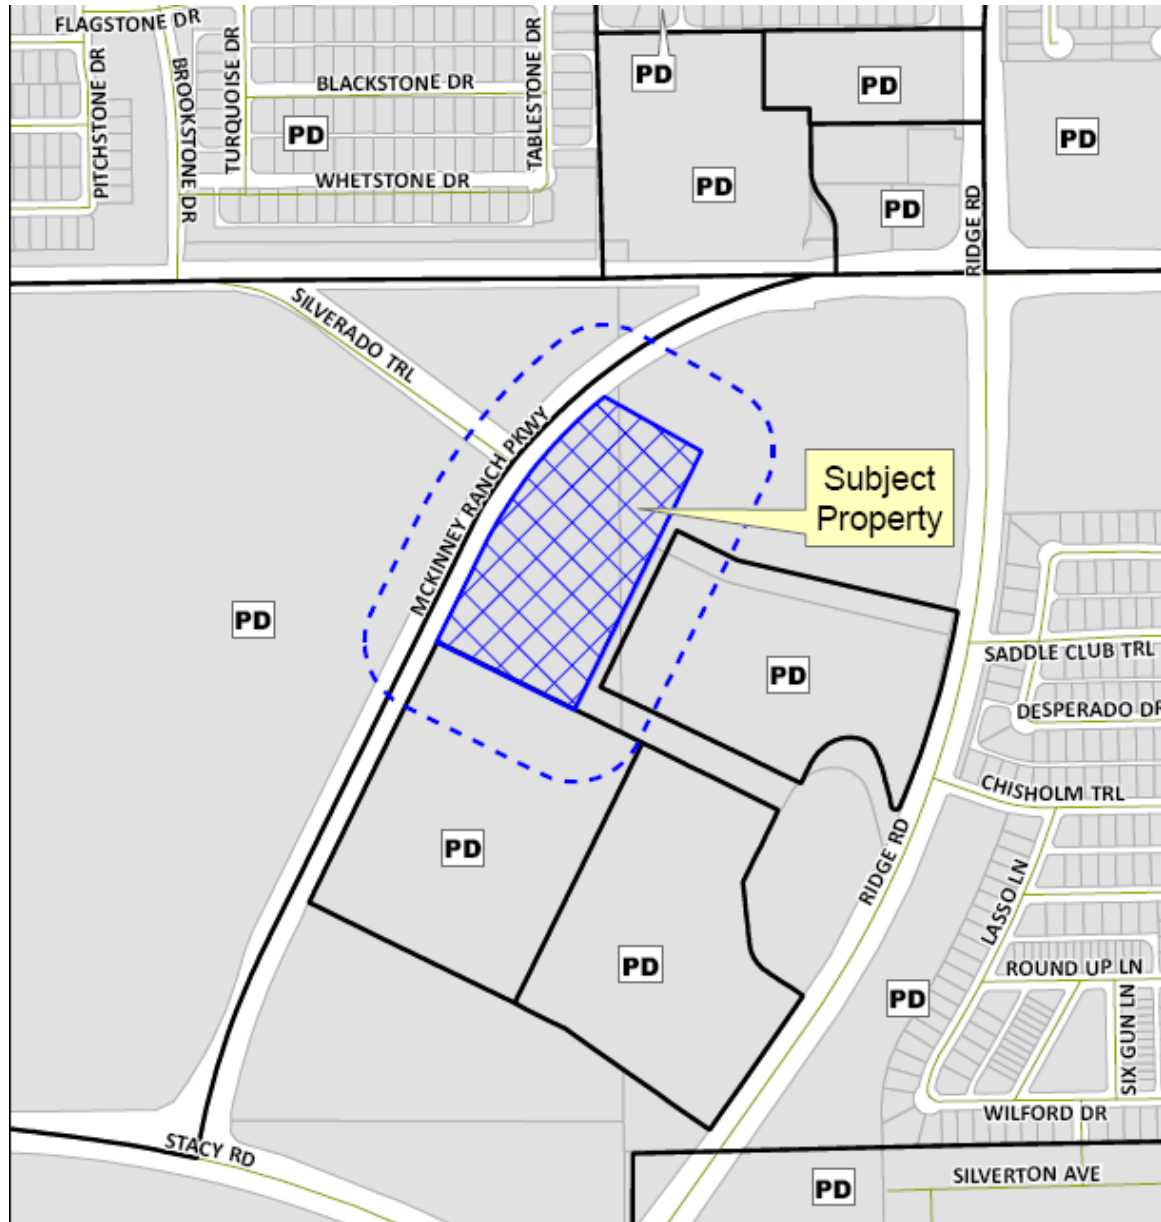 FLAGSTONE DR
PITCHSTONE DR
BROOKSTONE DR
TURQUOISE DR
BLACKSTONE DR
TABLESTONE DR
PD
WHETSTONE DR
PD
PD
PD
PD
PD
RIDGE RD
SILVERADO TRL
MCKINNEY RANCH PKWY
Subject
Property
PD
PD
SADDLE CLUB TRL
DESPERADO DR
CHISHOLM TRL
RIDGE RD
PD
LASSO LN
PD
ROUND UP LN
PD
SIX GUN LN
WILFORD DR
STACY RD
SILVERTON AVE
PD